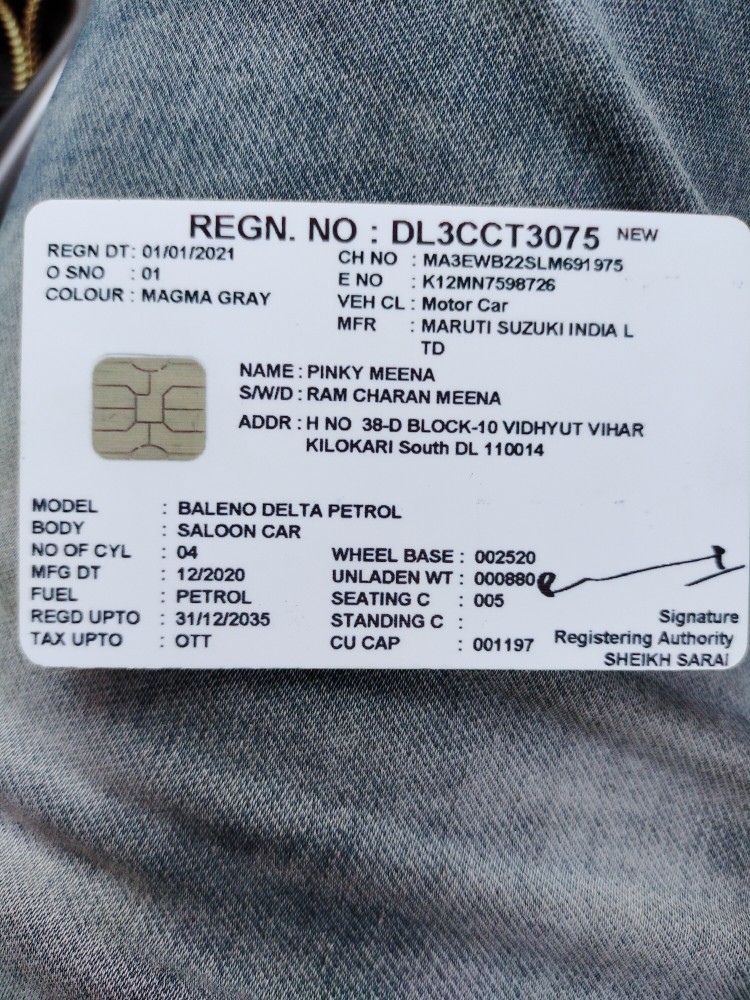 REGN. NO : DL3CCT3075 NEW
REGN DT: 01/01/2021
O SNO : 01
COLOUR : MAGMA GRAY
CH NO : MA3EWB22SLM691975
E NO : K12MN7598726
VEH CL : Motor Car
MFR : MARUTI SUZUKI INDIA L
TD
NAME : PINKY MEENA
S/W/D : RAM CHARAN MEENA
ADDR : H NO 38-D BLOCK-10 VIDHYUT VIHAR
KILOKARI South DL 110014
MODEL : BALENO DELTA PETROL
BODY : SALOON CAR
NO OF CYL : 04
MFG DT : 12/2020
FUEL : PETROL
REGD UPTO : 31/12/2035
TAX UPTO : OTT
WHEEL BASE : 002520
UNLADEN WT : 000880
SEATING C : 005
STANDING C :
CU CAP : 001197
Signature
Registering Authority
SHEIKH SARAI